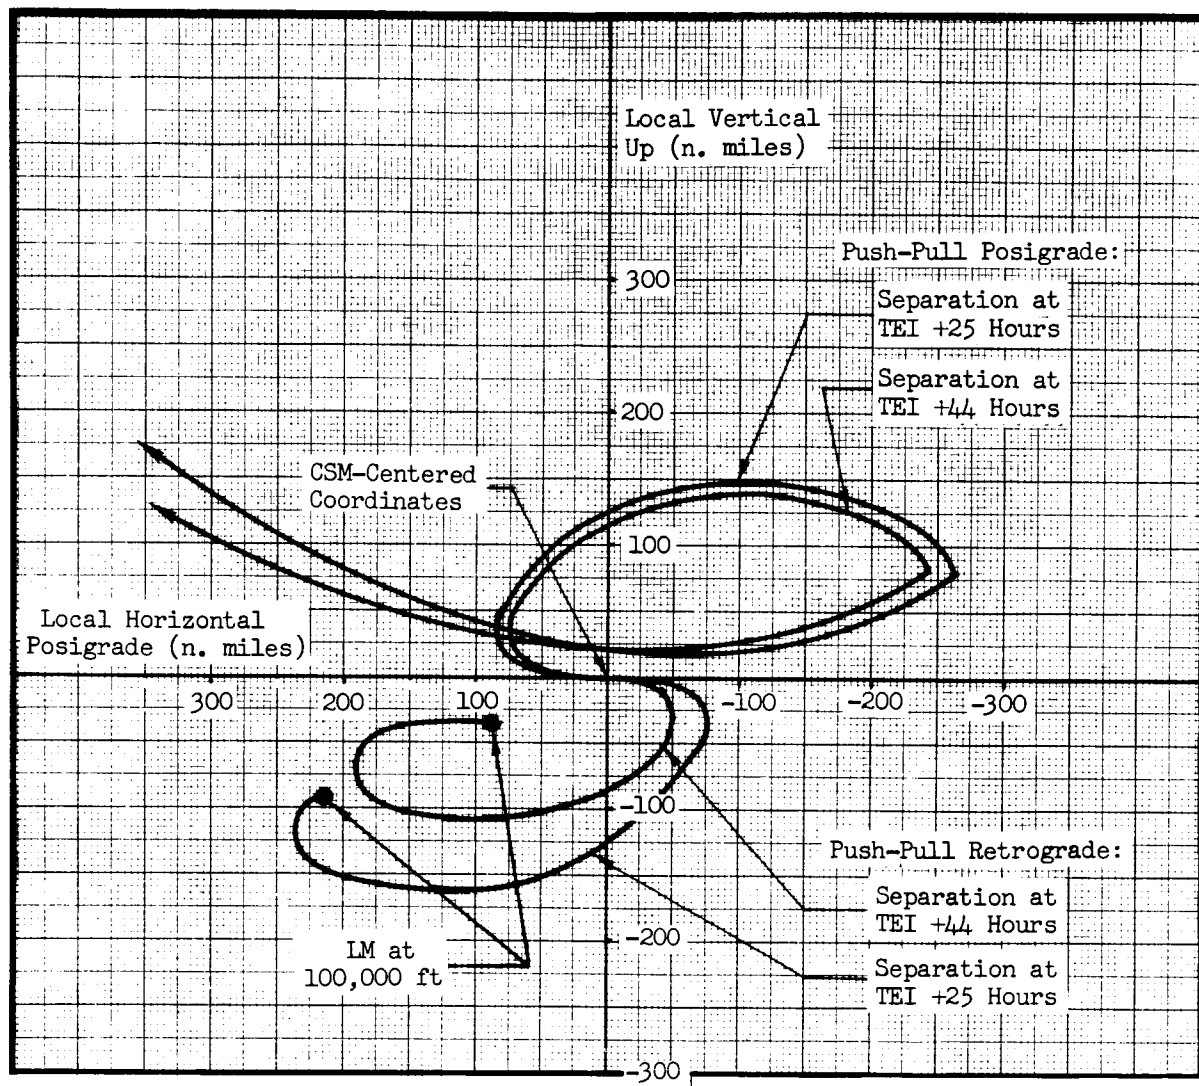 Local Vertical
Up (n. miles)
Push-Pull Posigrade:
300
Separation at
TEI +25 Hours
Separation at
TEI +44 Hours
200
CSM-Centered
Coordinates
100
Local Horizontal
Posigrade (n. miles)
300 200 100 -100 -200 -300
-100
Push-Pull Retrograde:
Separation at
TEI +44 Hours
-200
LM at
100,000 ft
Separation at
TEI +25 Hours
-300